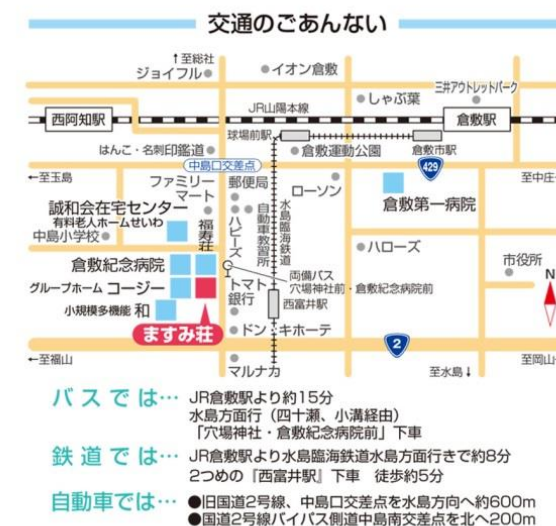 交通のごあんない
↑至総社
ジョイフル
イオン倉敷
三井アウトレットパーク
しゃぶ葉
JR山陽本線
西阿知駅
倉敷駅
球場前駅
はんこ・名刺印鑑道
倉敷運動公園
倉敷市駅
中島口交差点
429
←至玉島
至中庄→
ファミリーマート
郵便局
ローソン
誠和会在宅センター
有料老人ホームせいわ
中島小学校
福寿荘
ハピーズ
自動車教習所
水島臨海鉄道
倉敷第一病院
ハローズ
市役所
倉敷紀念病院
両備バス
穴場神社前・倉敷紀念病院前
グループホーム コージー
トマト銀行
西富井駅
N
小規模多機能 和
ますみ荘
ドン・キホーテ
2
←至福山
マルナカ
至水島↓
至岡山→
バスでは… JR倉敷駅より約15分
水島方面行(四十瀬、小溝経由)
「穴場神社・倉敷紀念病院前」下車
鉄道では… JR倉敷駅より水島臨海鉄道水島方面行きで約8分
2つめの『西富井駅』下車 徒歩約5分
自動車では… ●旧国道2号線、中島口交差点を水島方向へ約600m
●国道2号線バイパス側道中島南交差点を北へ200m